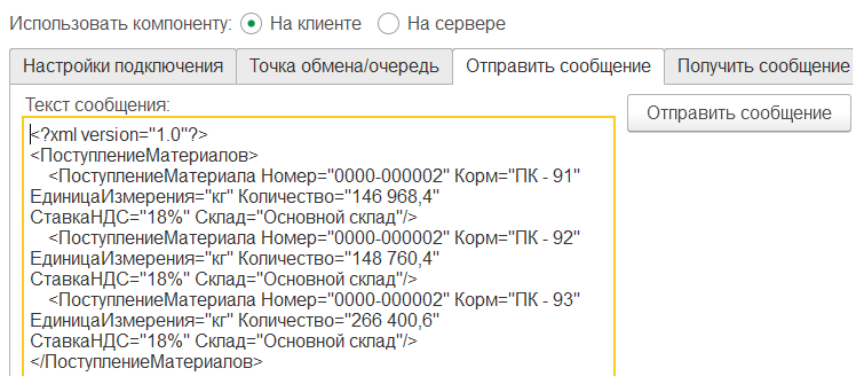 Использовать компоненту: На клиенте На сервере
Настройки подключения Точка обмена/очередь Отправить сообщение Получить сообщение
Текст сообщения:
Отправить сообщение
<?xml version="1.0"?>
<ПоступлениеМатериалов>
<ПоступлениеМатериала Номер="0000-000002" Корм="ПК - 91"
ЕдиницаИзмерения="кг" Количество="146 968,4"
СтавкаНДС="18%" Склад="Основной склад"/>
<ПоступлениеМатериала Номер="0000-000002" Корм="ПК - 92"
ЕдиницаИзмерения="кг" Количество="148 760,4"
СтавкаНДС="18%" Склад="Основной склад"/>
<ПоступлениеМатериала Номер="0000-000002" Корм="ПК - 93"
ЕдиницаИзмерения="кг" Количество="266 400,6"
СтавкаНДС="18%" Склад="Основной склад"/>
</ПоступлениеМатериалов>